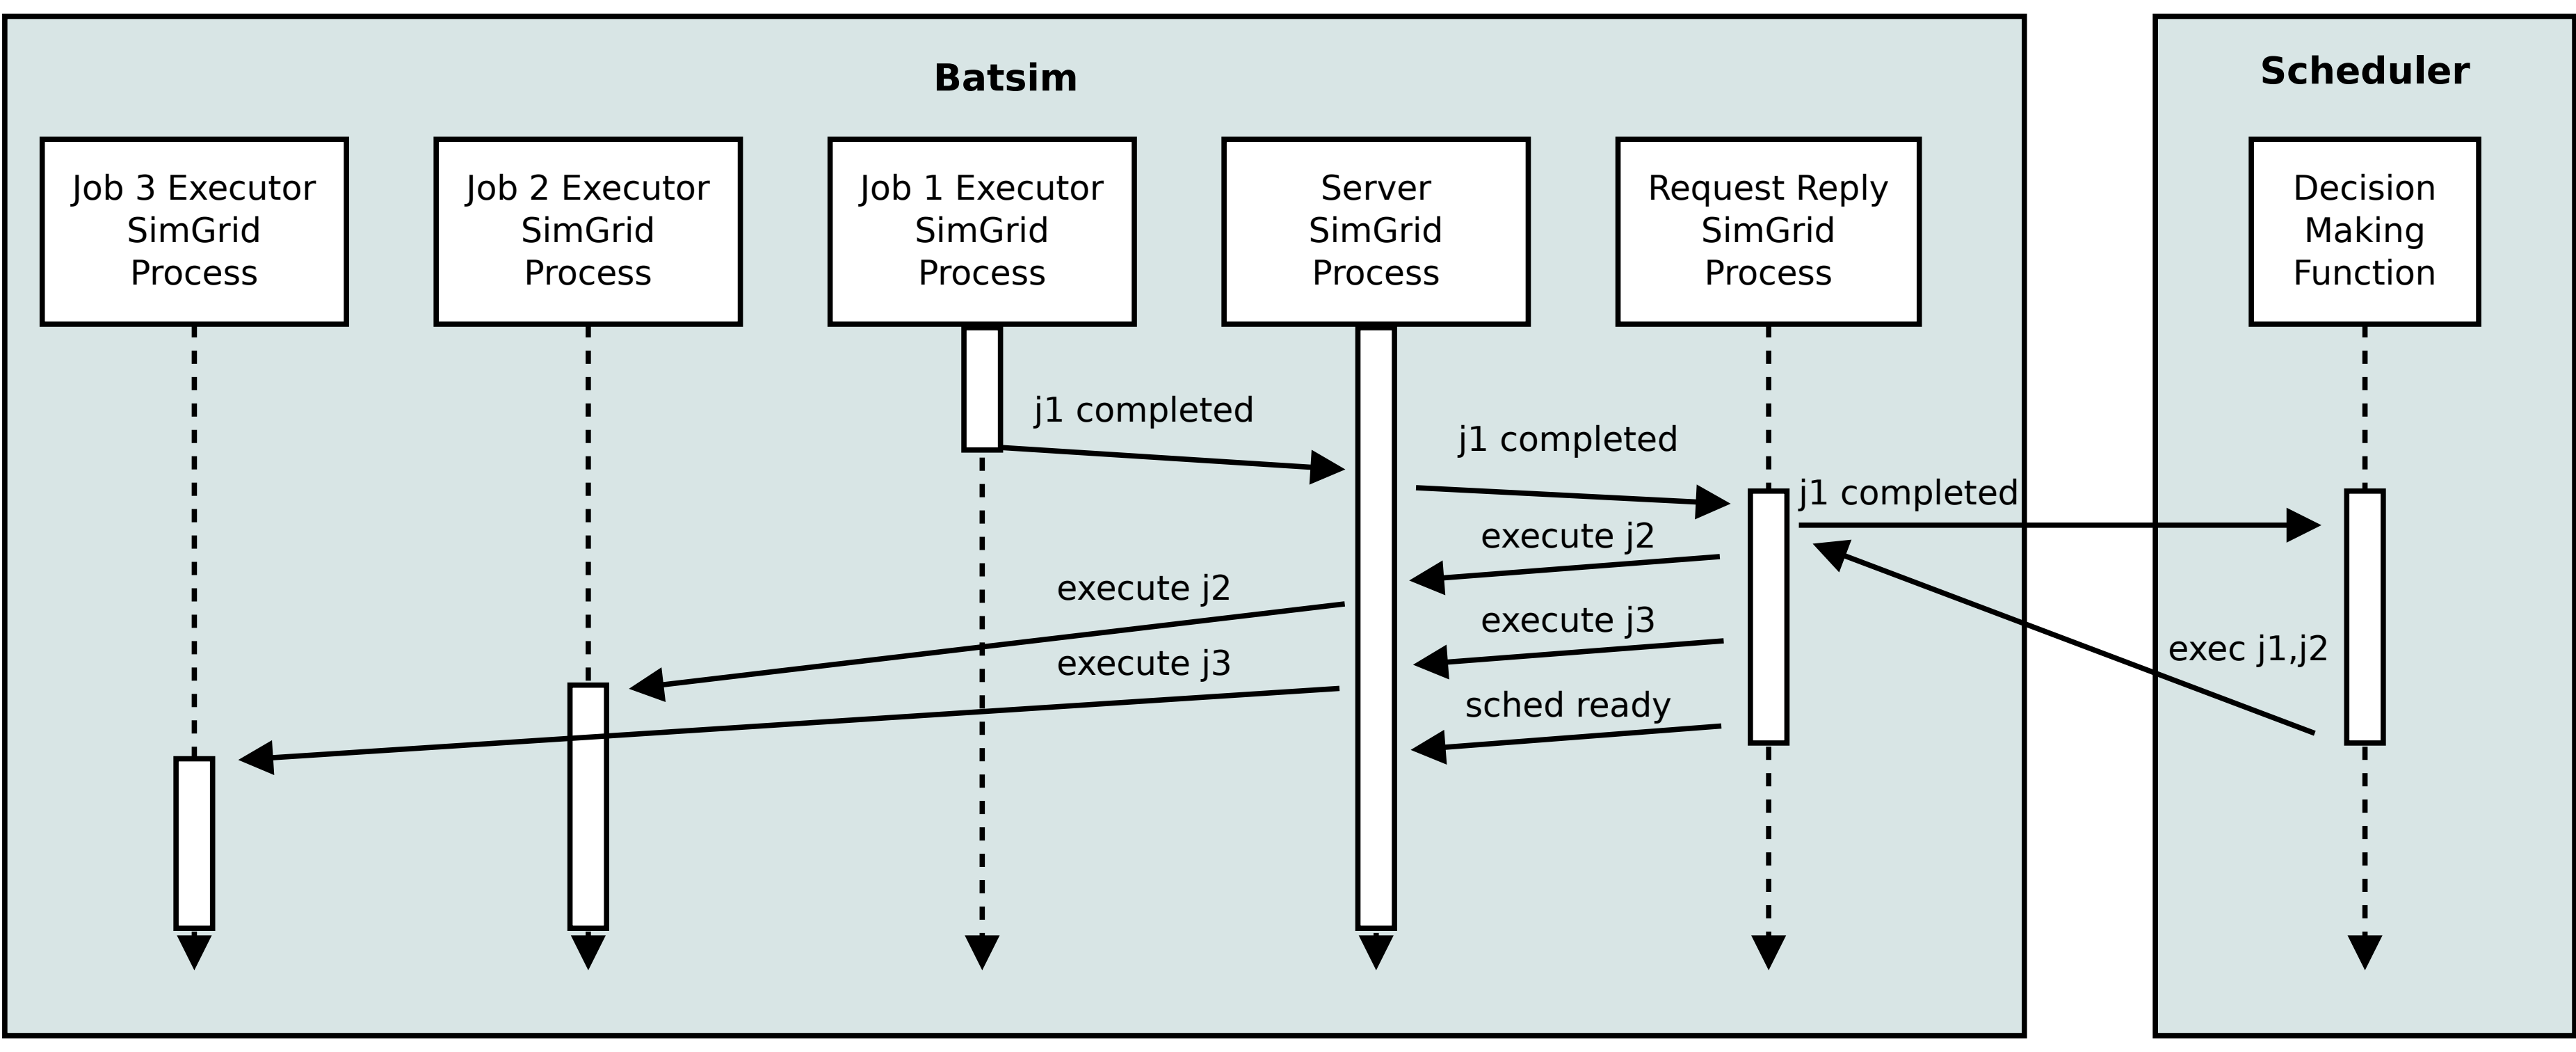 Batsim
Scheduler
Job 3 Executor
SimGrid
Process
Job 2 Executor
SimGrid
Process
Job 1 Executor
SimGrid
Process
Server
SimGrid
Process
Request Reply
SimGrid
Process
Decision
Making
Function
j1 completed
j1 completed
j1 completed
execute j2
execute j2
execute j3
exec j1,j2
execute j3
sched ready